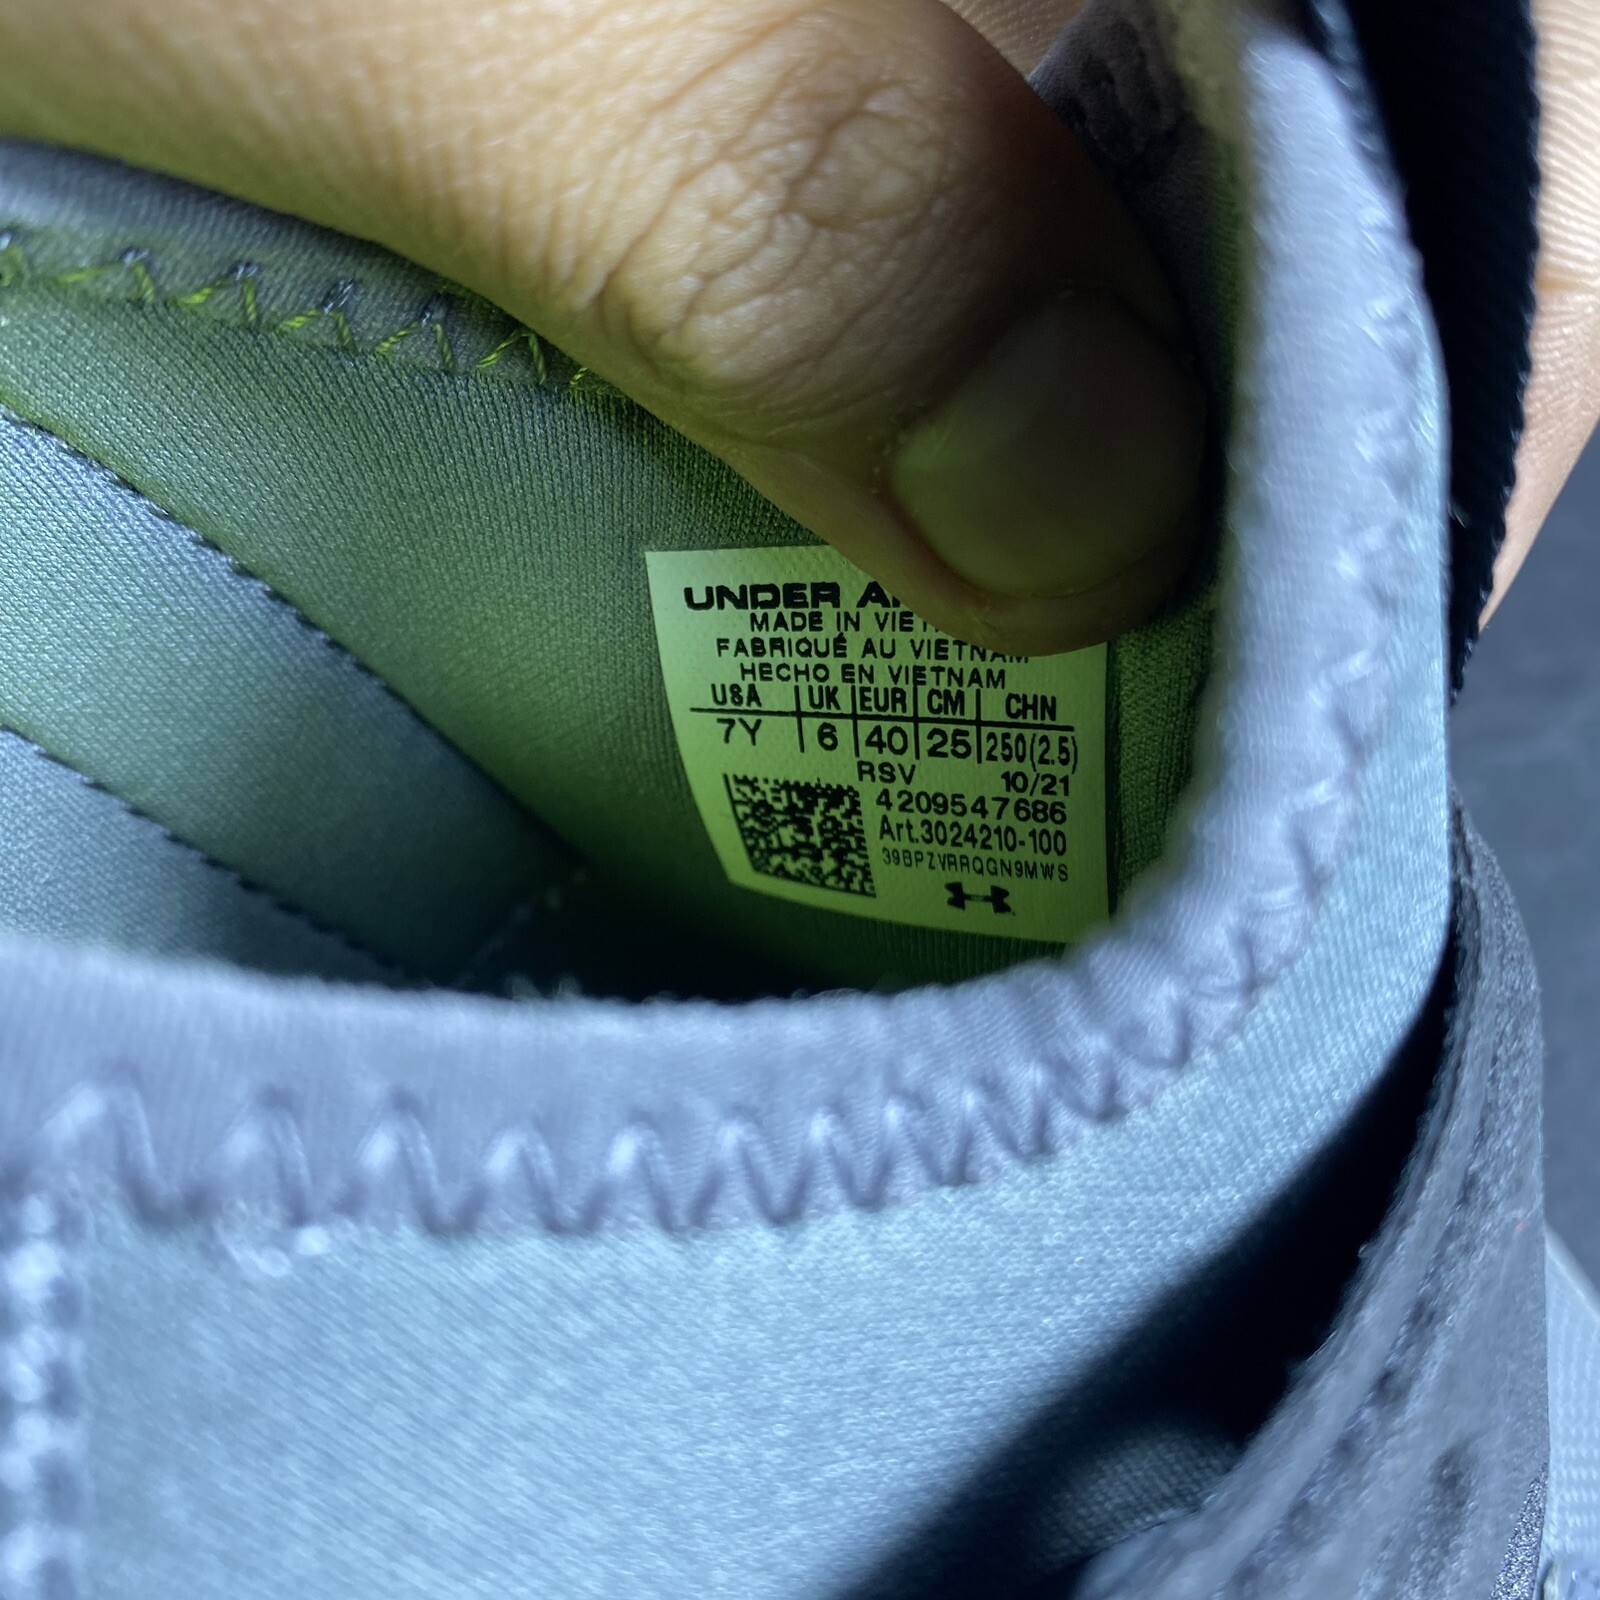 UNDER
MADE IN
FABRIQUÉ AU VIETNAM
HECHO EN VIETNAM
USA | UK | EUR | CM | CHN
7Y | 6 | 40 | 25 | 250(2.5)
RSV 10/21
4209547686
Art.3024210-100
39BPZVRRQGN9MWS